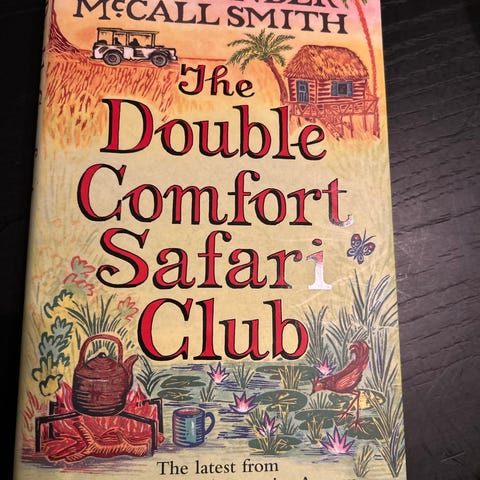 McCALL SMITH
The
Double
Comfort
Safari
Club
The latest from